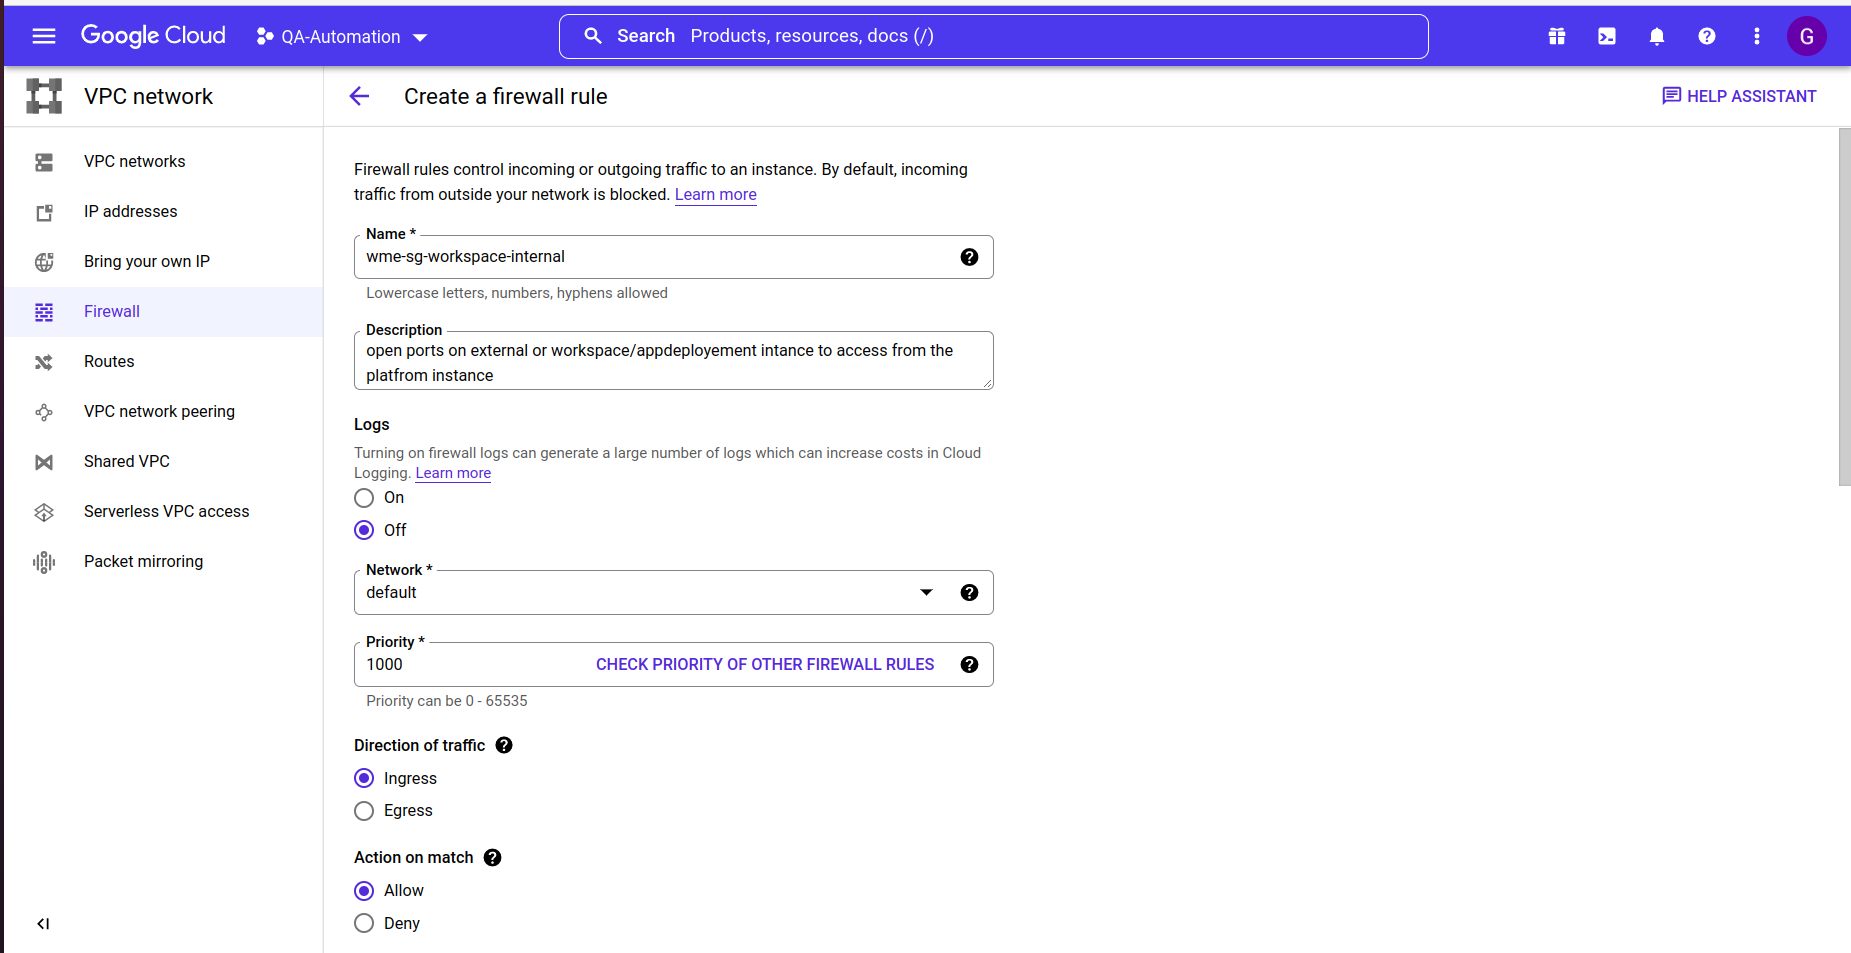 Google Cloud
QA-Automation
Search Products, resources, docs (/)
G
VPC network
Create a firewall rule
HELP ASSISTANT
VPC networks
IP addresses
Bring your own IP
Firewall
Routes
VPC network peering
Shared VPC
Serverless VPC access
Packet mirroring
Firewall rules control incoming or outgoing traffic to an instance. By default, incoming
traffic from outside your network is blocked. Learn more
Name *
wme-sg-workspace-internal
Lowercase letters, numbers, hyphens allowed
Description
open ports on external or workspace/appdeployement intance to access from the
platfrom instance
Logs
Turning on firewall logs can generate a large number of logs which can increase costs in Cloud
Logging. Learn more
On
Off
Network *
default
Priority *
1000 CHECK PRIORITY OF OTHER FIREWALL RULES
Priority can be 0 - 65535
Direction of traffic
Ingress
Egress
Action on match
Allow
Deny